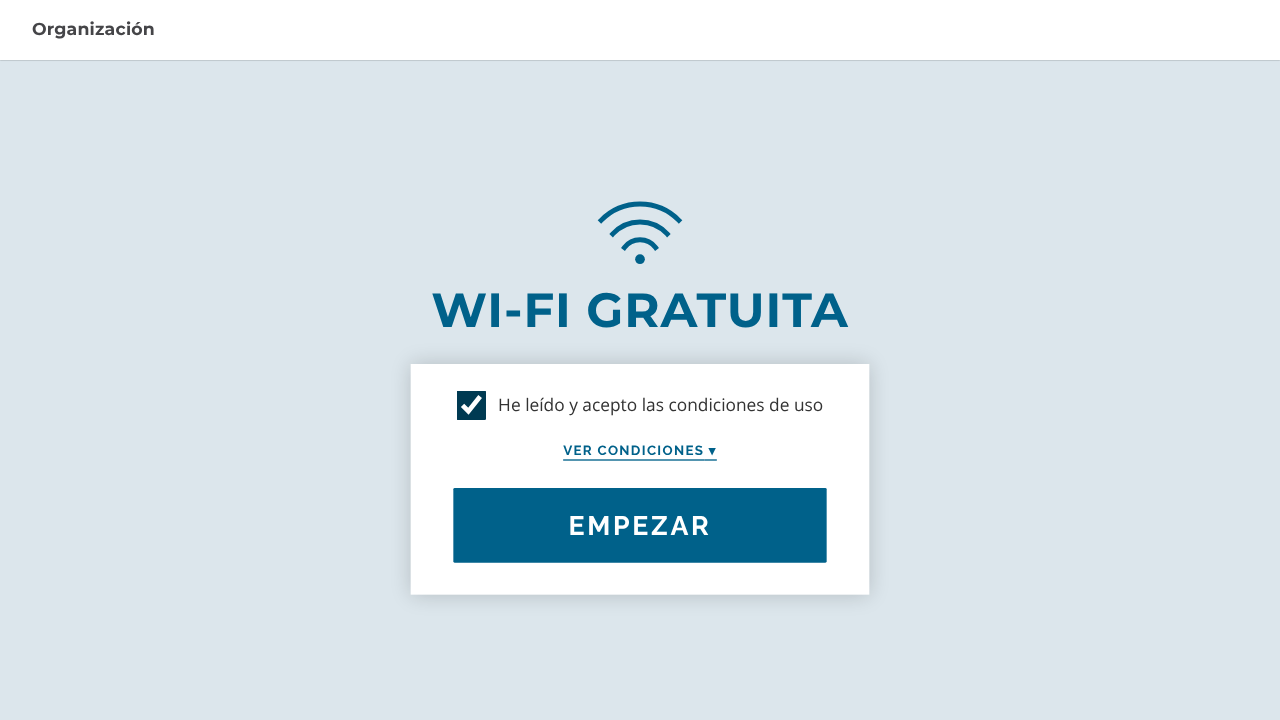 Organización
WI-FI GRATUITA
He leído y acepto las condiciones de uso
VER CONDICIONES ▼
EMPEZAR